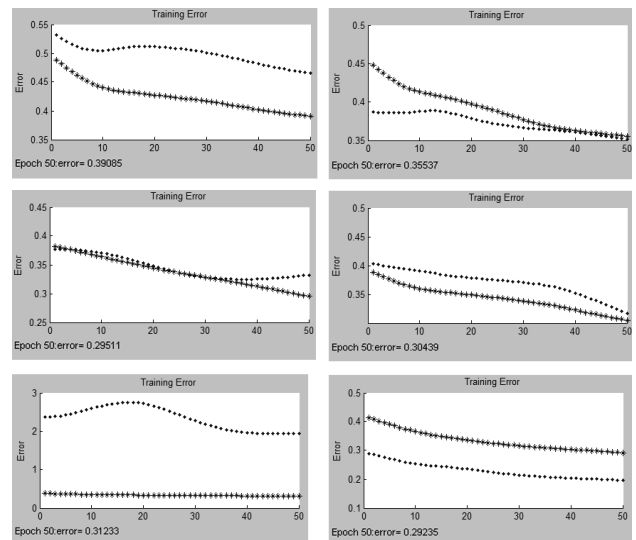 Training Error
0.55
0.5
0.45
0.4
0.35
Error
0 10 20 30 40 50
Epoch 50:error= 0.39085
Training Error
0.5
0.45
0.4
0.35
Error
0 10 20 30 40 50
Epoch 50:error= 0.35537
Training Error
0.45
0.4
0.35
0.3
0.25
Error
0 10 20 30 40 50
Epoch 50:error= 0.29511
Training Error
0.5
0.45
0.4
0.35
Error
0 10 20 30 40 50
Epoch 50:error= 0.30439
Training Error
3
2
1
0
Error
0 10 20 30 40 50
Epoch 50:error= 0.31233
Training Error
0.5
0.4
0.3
0.2
0.1
Error
0 10 20 30 40 50
Epoch 50:error= 0.29235